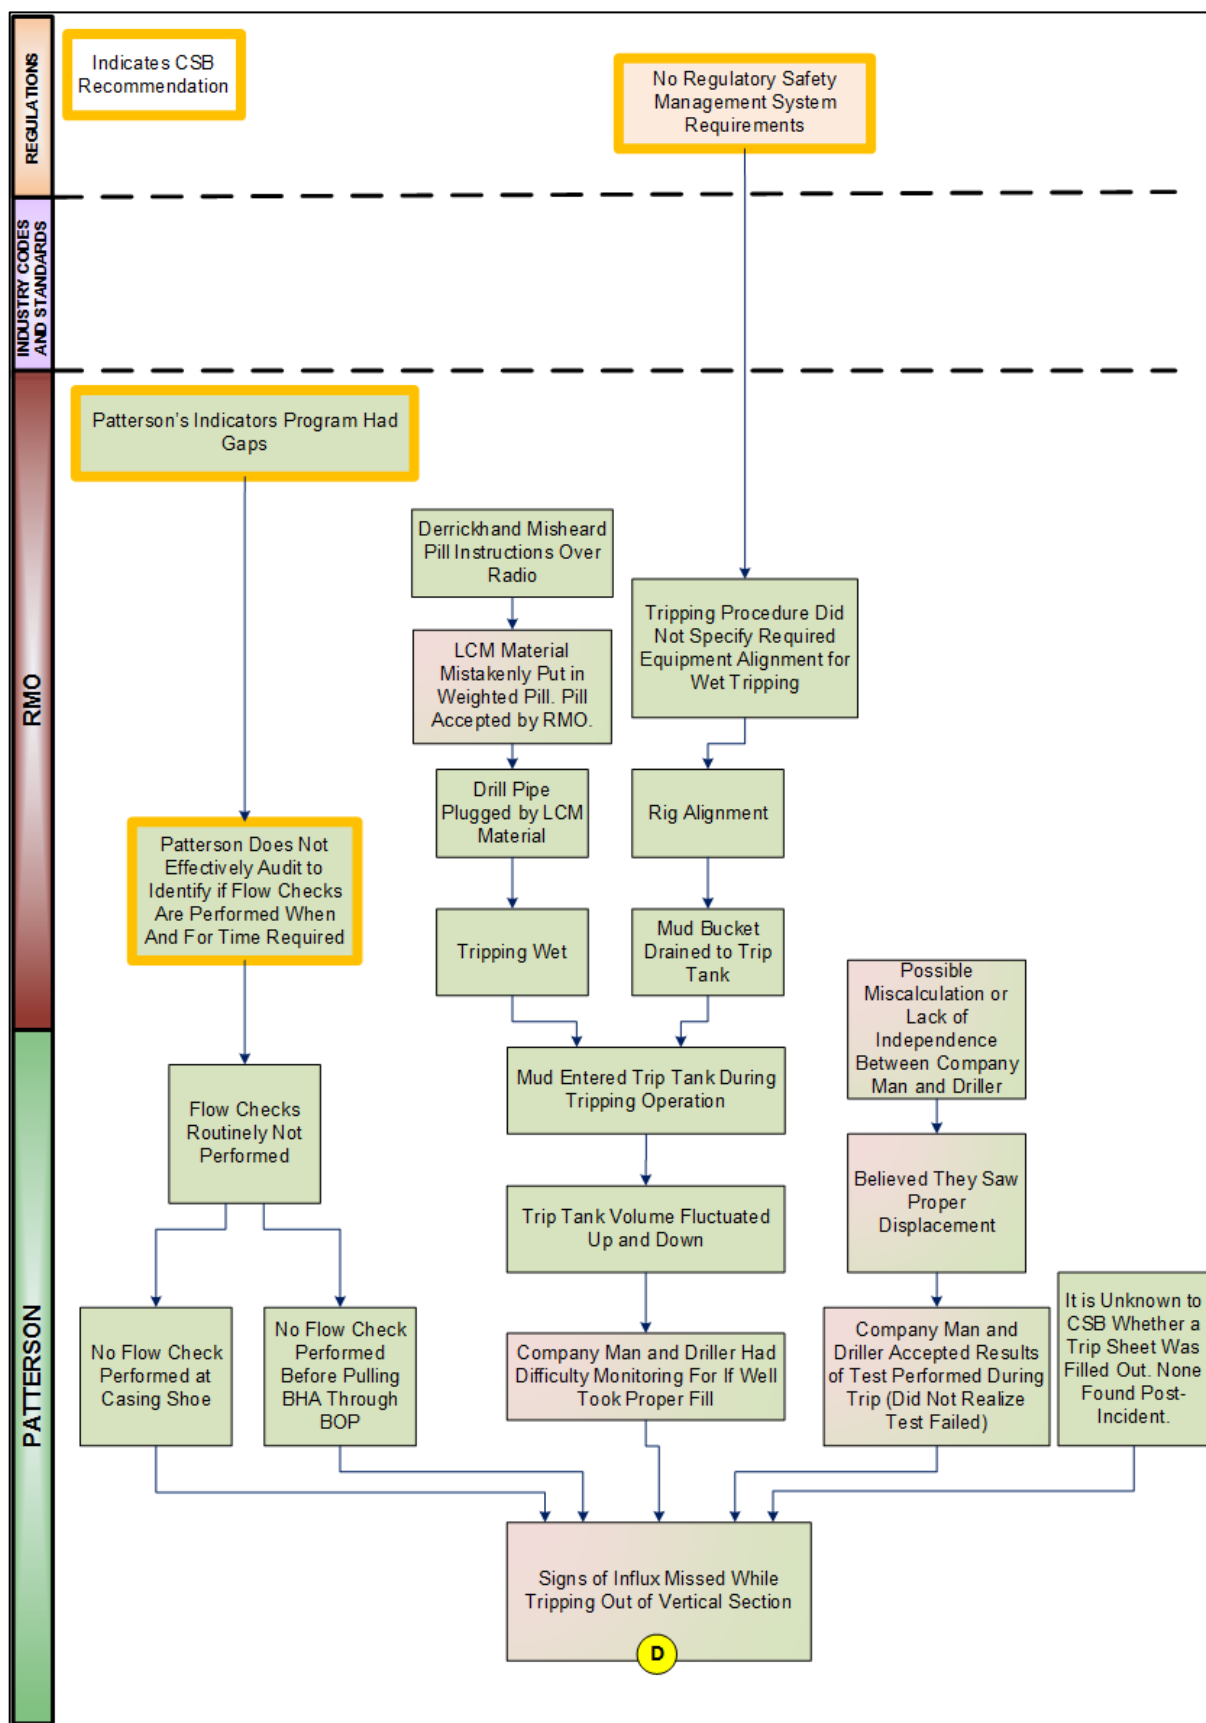 REGULATIONS
Indicates CSB
Recommendation
No Regulatory Safety
Management System
Requirements
INDUSTRY CODES
AND STANDARDS
RMO
Patterson's Indicators Program Had
Gaps
Derrickhand Misheard
Pill Instructions Over
Radio
Tripping Procedure Did
Not Specify Required
Equipment Alignment for
Wet Tripping
LCM Material
Mistakenly Put in
Weighted Pill. Pill
Accepted by RMO.
Drill Pipe
Plugged by LCM
Material
Rig Alignment
Patterson Does Not
Effectively Audit to
Identify if Flow Checks
Are Performed When
And For Time Required
Tripping Wet
Mud Bucket
Drained to Trip
Tank
Possible
Miscalculation or
Lack of
Independence
Between Company
Man and Driller
PATTERSON
Mud Entered Trip Tank During
Tripping Operation
Flow Checks
Routinely Not
Performed
Trip Tank Volume Fluctuated
Up and Down
Believed They Saw
Proper
Displacement
No Flow Check
Performed at
Casing Shoe
No Flow Check
Performed
Before Pulling
BHA Through
BOP
Company Man and Driller Had
Difficulty Monitoring For If Well
Took Proper Fill
Company Man and
Driller Accepted Results
of Test Performed During
Trip (Did Not Realize
Test Failed)
It is Unknown to
CSB Whether a
Trip Sheet Was
Filled Out. None
Found Post-
Incident.
Signs of Influx Missed While
Tripping Out of Vertical Section
D